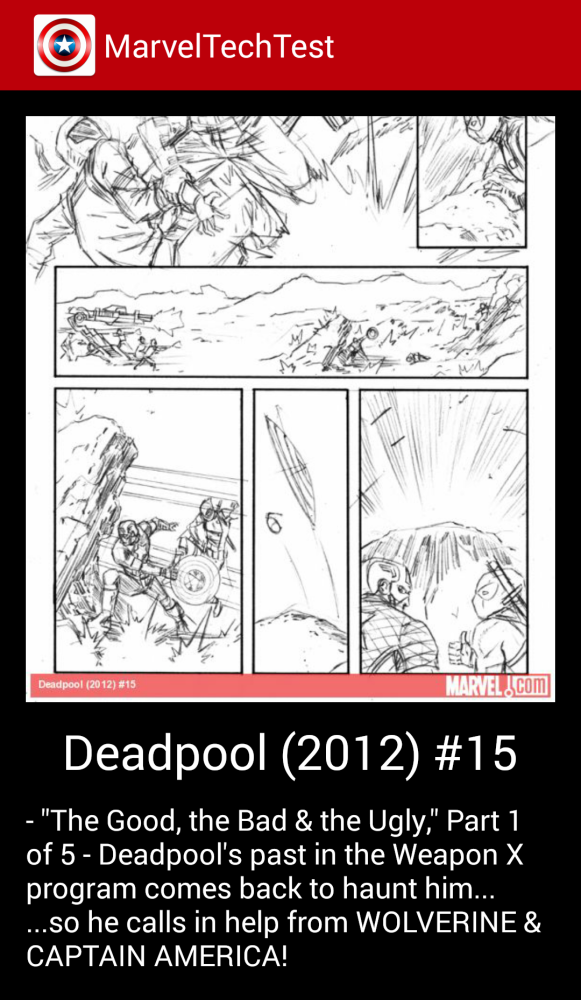 MarvelTechTest
Deadpool (2012) #15
MARVEL.COM
Deadpool (2012) #15
- "The Good, the Bad & the Ugly," Part 1
of 5 - Deadpool's past in the Weapon X
program comes back to haunt him...
...so he calls in help from WOLVERINE &
CAPTAIN AMERICA!